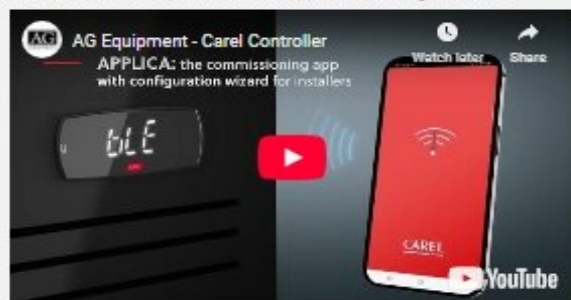 AG
AG Equipment - Carel Controller
Watch later
Share
APPLICA: the commissioning app
with configuration wizard for installers
bLE
CAREL
YouTube